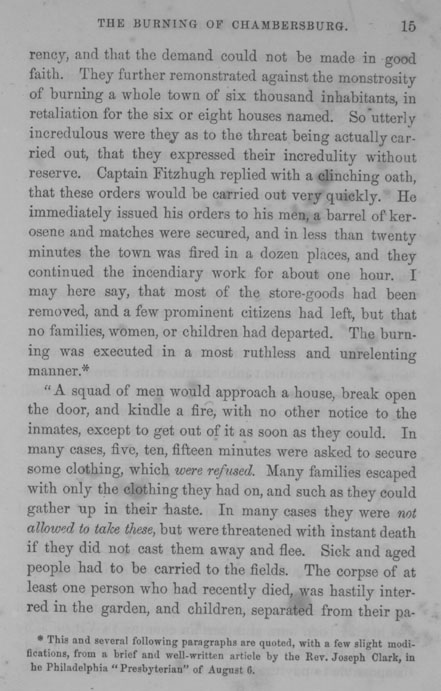 THE BURNING OF CHAMBERSBURG. 15
rency, and that the demand could not be made in good
faith. They further remonstrated against the monstrosity
of burning a whole town of six thousand inhabitants, in
retaliation for the six or eight houses named. So utterly
incredulous were they as to the threat being actually car-
ried out, that they expressed their incredulity without
reserve. Captain Fitzhugh replied with a clinching oath,
that these orders would be carried out very quickly. He
immediately issued his orders to his men, a barrel of ker-
osene and matches were secured, and in less than twenty
minutes the town was fired in a dozen places, and they
continued the incendiary work for about one hour. I
may here say, that most of the store-goods had been
removed, and a few prominent citizens had left, but that
no families, women, or children had departed. The burn-
ing was executed in a most ruthless and unrelenting
manner.*
"A squad of men would approach a house, break open
the door, and kindle a fire, with no other notice to the
inmates, except to get out of it as soon as they could. In
many cases, five, ten, fifteen minutes were asked to secure
some clothing, which were refused. Many families escaped
with only the clothing they had on, and such as they could
gather up in their haste. In many cases they were not
allowed to take these, but were threatened with instant death
if they did not cast them away and flee. Sick and aged
people had to be carried to the fields. The corpse of at
least one person who had recently died, was hastily inter-
red in the garden, and children, separated from their pa-
* This and several following paragraphs are quoted, with a few slight modi-
fications, from a brief and well-written article by the Rev. Joseph Clark, in
he Philadelphia "Presbyterian" of August 6.